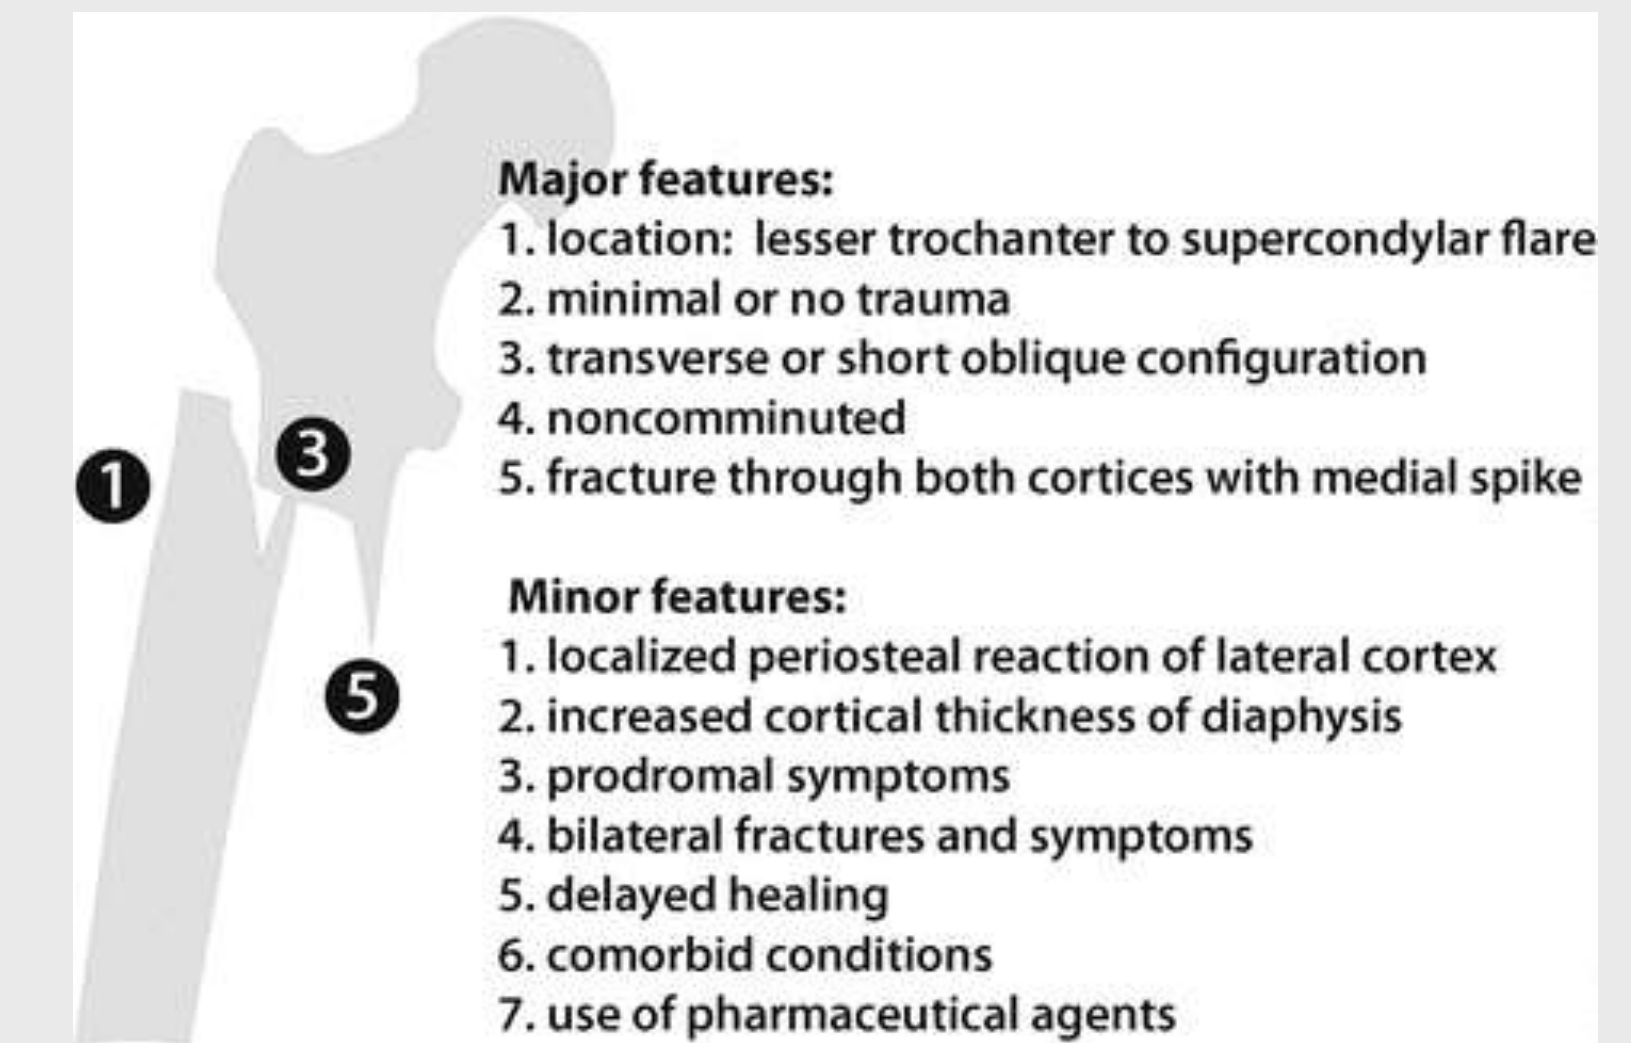 Major features:
1. location: lesser trochanter to supercondylar flare
2. minimal or no trauma
3. transverse or short oblique configuration
4. noncomminuted
5. fracture through both cortices with medial spike
Minor features:
1. localized periosteal reaction of lateral cortex
2. increased cortical thickness of diaphysis
3. prodromal symptoms
4. bilateral fractures and symptoms
5. delayed healing
6. comorbid conditions
7. use of pharmaceutical agents
1
3
5